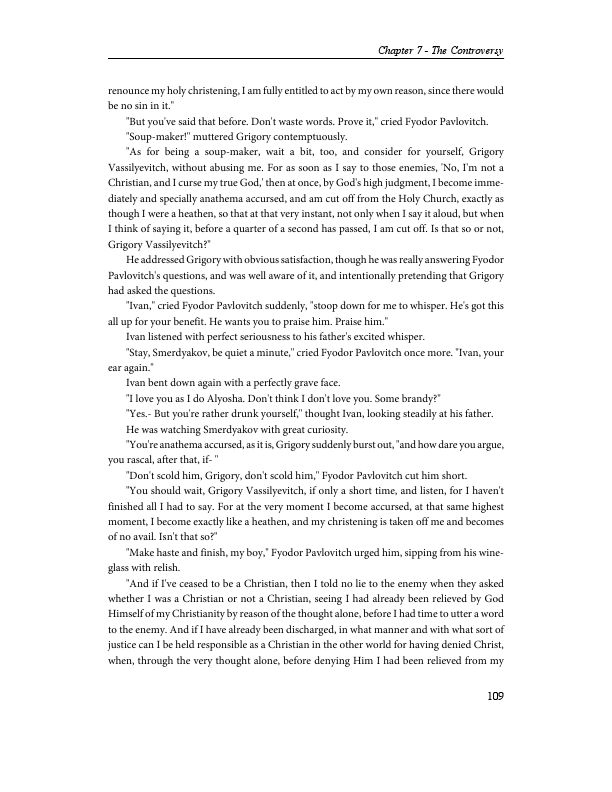 Chapter 7 - The Controversy
renounce my holy christening, I am fully entitled to act by my own reason, since there would
be no sin in it."
"But you've said that before. Don't waste words. Prove it," cried Fyodor Pavlovitch.
"Soup-maker!" muttered Grigory contemptuously.
"As for being a soup-maker, wait a bit, too, and consider for yourself, Grigory
Vassilyevitch, without abusing me. For as soon as I say to those enemies, 'No, I'm not a
Christian, and I curse my true God,' then at once, by God's high judgment, I become imme-
diately and specially anathema accursed, and am cut off from the Holy Church, exactly as
though I were a heathen, so that at that very instant, not only when I say it aloud, but when
I think of saying it, before a quarter of a second has passed, I am cut off. Is that so or not,
Grigory Vassilyevitch?"
He addressed Grigory with obvious satisfaction, though he was really answering Fyodor
Pavlovitch's questions, and was well aware of it, and intentionally pretending that Grigory
had asked the questions.
"Ivan," cried Fyodor Pavlovitch suddenly, "stoop down for me to whisper. He's got this
all up for your benefit. He wants you to praise him. Praise him."
Ivan listened with perfect seriousness to his father's excited whisper.
"Stay, Smerdyakov, be quiet a minute," cried Fyodor Pavlovitch once more. "Ivan, your
ear again."
Ivan bent down again with a perfectly grave face.
"I love you as I do Alyosha. Don't think I don't love you. Some brandy?"
"Yes.- But you're rather drunk yourself," thought Ivan, looking steadily at his father.
He was watching Smerdyakov with great curiosity.
"You're anathema accursed, as it is, Grigory suddenly burst out, "and how dare you argue,
you rascal, after that, if- "
"Don't scold him, Grigory, don't scold him," Fyodor Pavlovitch cut him short.
"You should wait, Grigory Vassilyevitch, if only a short time, and listen, for I haven't
finished all I had to say. For at the very moment I become accursed, at that same highest
moment, I become exactly like a heathen, and my christening is taken off me and becomes
of no avail. Isn't that so?"
"Make haste and finish, my boy," Fyodor Pavlovitch urged him, sipping from his wine-
glass with relish.
"And if I've ceased to be a Christian, then I told no lie to the enemy when they asked
whether I was a Christian or not a Christian, seeing I had already been relieved by God
Himself of my Christianity by reason of the thought alone, before I had time to utter a word
to the enemy. And if I have already been discharged, in what manner and with what sort of
justice can I be held responsible as a Christian in the other world for having denied Christ,
when, through the very thought alone, before denying Him I had been relieved from my
109